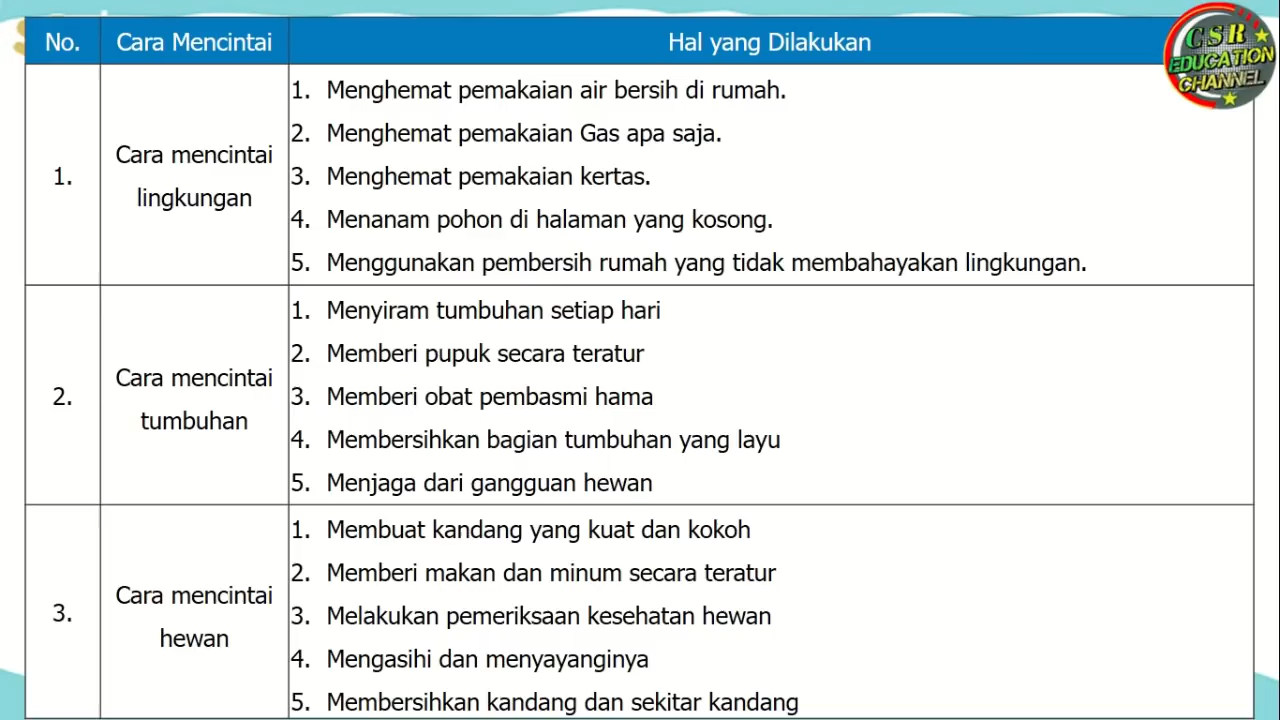 No.
Cara Mencintai
Hal yang Dilakukan
CSR
EDUCATION
CHANNEL
1.
Cara mencintai
lingkungan
1. Menghemat pemakaian air bersih di rumah.
2. Menghemat pemakaian Gas apa saja.
3. Menghemat pemakaian kertas.
4. Menanam pohon di halaman yang kosong.
5. Menggunakan pembersih rumah yang tidak membahayakan lingkungan.
2.
Cara mencintai
tumbuhan
1. Menyiram tumbuhan setiap hari
2. Memberi pupuk secara teratur
3. Memberi obat pembasmi hama
4. Membersihkan bagian tumbuhan yang layu
5. Menjaga dari gangguan hewan
3.
Cara mencintai
hewan
1. Membuat kandang yang kuat dan kokoh
2. Memberi makan dan minum secara teratur
3. Melakukan pemeriksaan kesehatan hewan
4. Mengasihi dan menyayanginya
5. Membersihkan kandang dan sekitar kandang